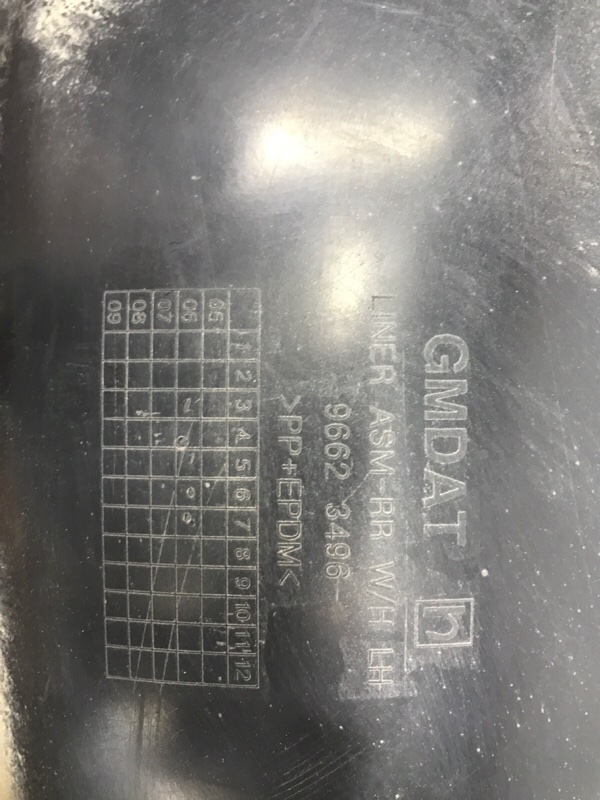 GMDAT h
LINER ASM-RR W/H LH
9662 3496
>PP+EPDM<
1 2 3 4 5 6 7 8 9 10 11 12
05
06
07
08
09